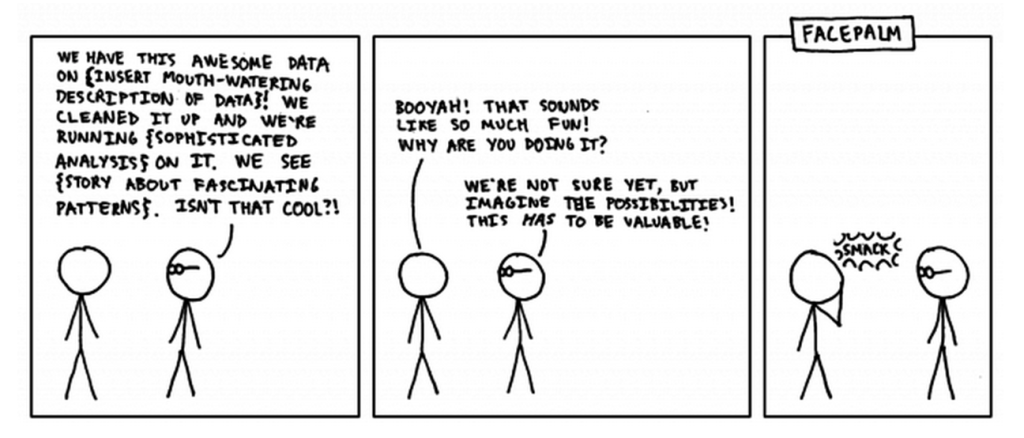 WE HAVE THIS AWESOME DATA
ON {INSERT MOUTH-WATERING
DESCRIPTION OF DATA}! WE
CLEANED IT UP AND WE'RE
RUNNING {SOPHISTICATED
ANALYSIS} ON IT. WE SEE
{STORY ABOUT FASCINATING
PATTERNS}. ISN'T THAT COOL?!
BOOYAH! THAT SOUNDS
LIKE SO MUCH FUN!
WHY ARE YOU DOING IT?
WE'RE NOT SURE YET, BUT
IMAGINE THE POSSIBILITIES!
THIS HAS TO BE VALUABLE!
FACEPALM
SMACK